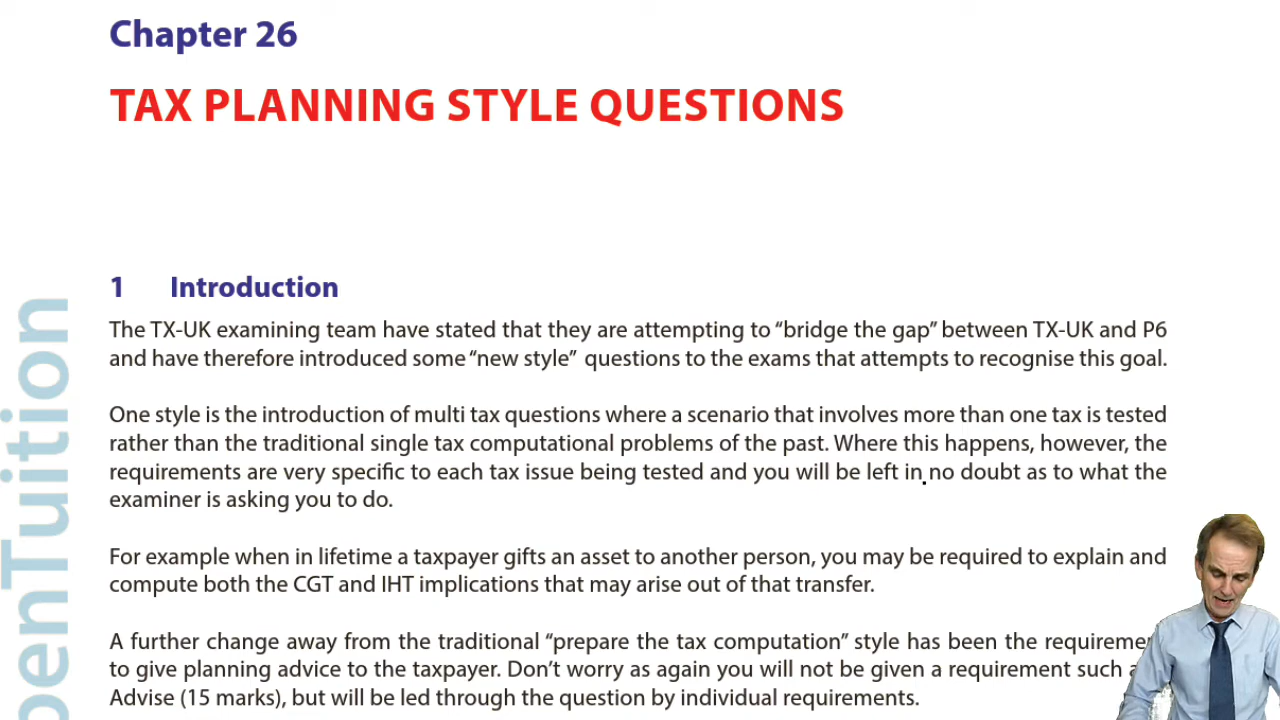 Chapter 26
TAX PLANNING STYLE QUESTIONS
1 Introduction
The TX-UK examining team have stated that they are attempting to “bridge the gap” between TX-UK and P6
and have therefore introduced some “new style” questions to the exams that attempts to recognise this goal.
One style is the introduction of multi tax questions where a scenario that involves more than one tax is tested
rather than the traditional single tax computational problems of the past. Where this happens, however, the
requirements are very specific to each tax issue being tested and you will be left in no doubt as to what the
examiner is asking you to do.
For example when in lifetime a taxpayer gifts an asset to another person, you may be required to explain and
compute both the CGT and IHT implications that may arise out of that transfer.
A further change away from the traditional “prepare the tax computation” style has been the
to give planning advice to the taxpayer. Don’t worry as again you will not be given a requirement such
Advise (15 marks), but will be led through the question by individual requirements.
penTuition